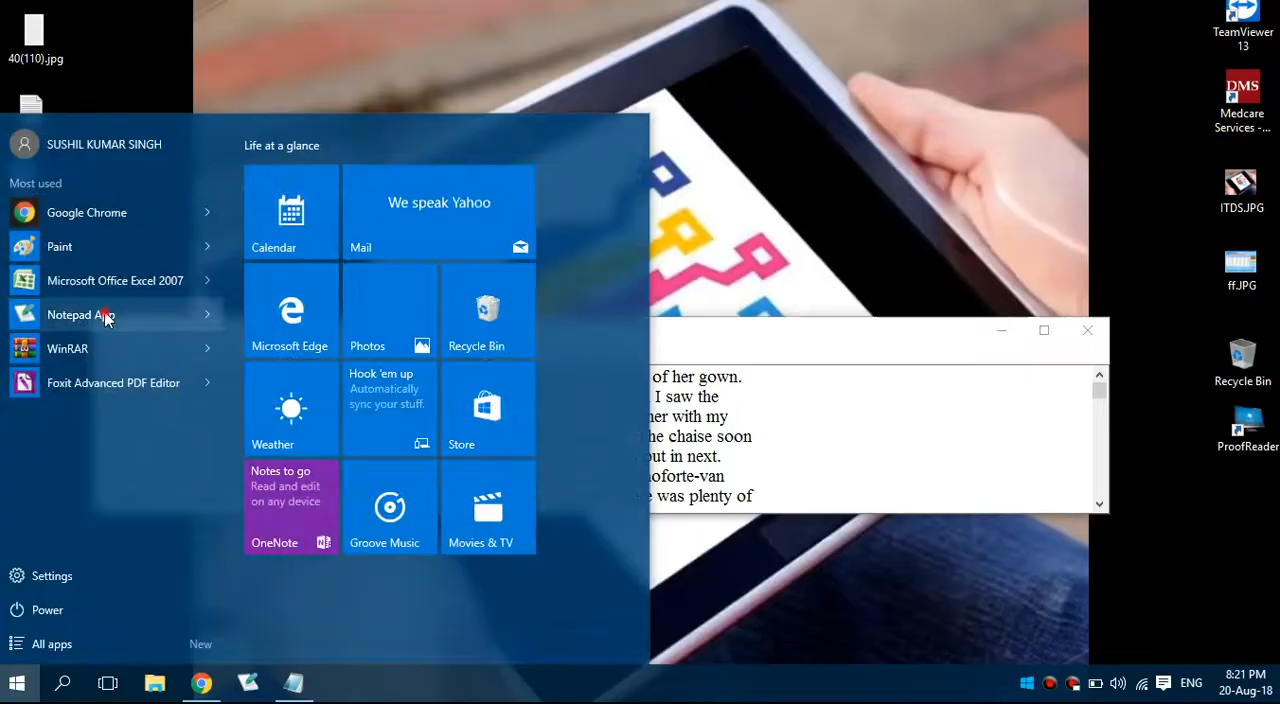 40(110).jpg
SUSHIL KUMAR SINGH
Most used
Google Chrome
Paint
Microsoft Office Excel 2007
Notepad App
WinRAR
Foxit Advanced PDF Editor
Settings
Power
All apps
New
Life at a glance
Calendar
We speak Yahoo
Mail
Microsoft Edge
Photos
Recycle Bin
Weather
Hook 'em up
Automatically
sync your stuff.
Store
Notes to go
Read and edit
on any device
OneNote
Groove Music
Movies & TV
of her gown.
I saw the
her with my
he chaise soon
out in next.
noforte-van
e was plenty of
TeamViewer
13
DMS
Medcare
Services -...
ITDS.JPG
ff.JPG
Recycle Bin
ProofReader
ENG
8:21 PM
20-Aug-18